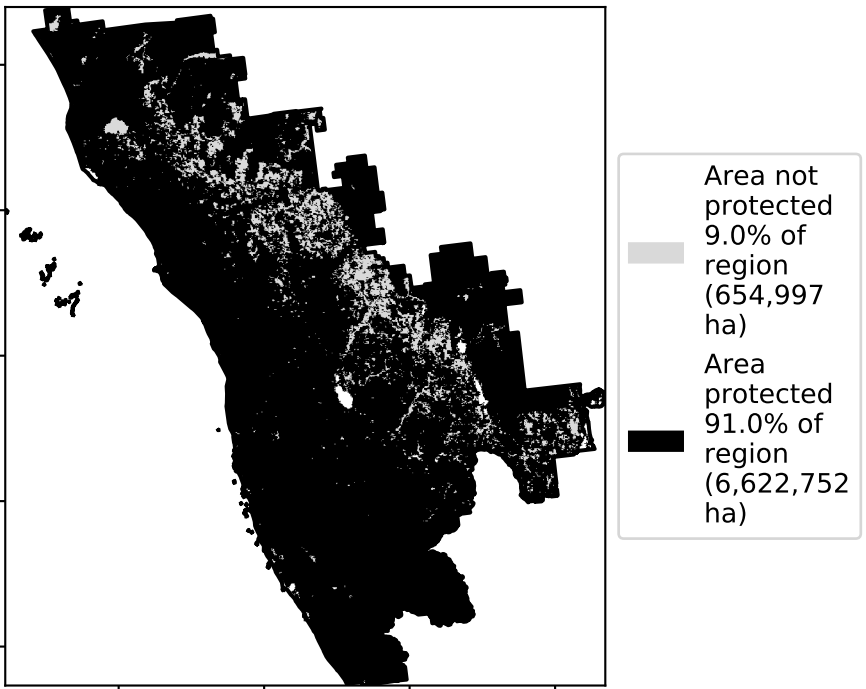 Area not
protected
9.0% of
region
(654,997
ha)
Area
protected
91.0% of
region
(6,622,752
ha)